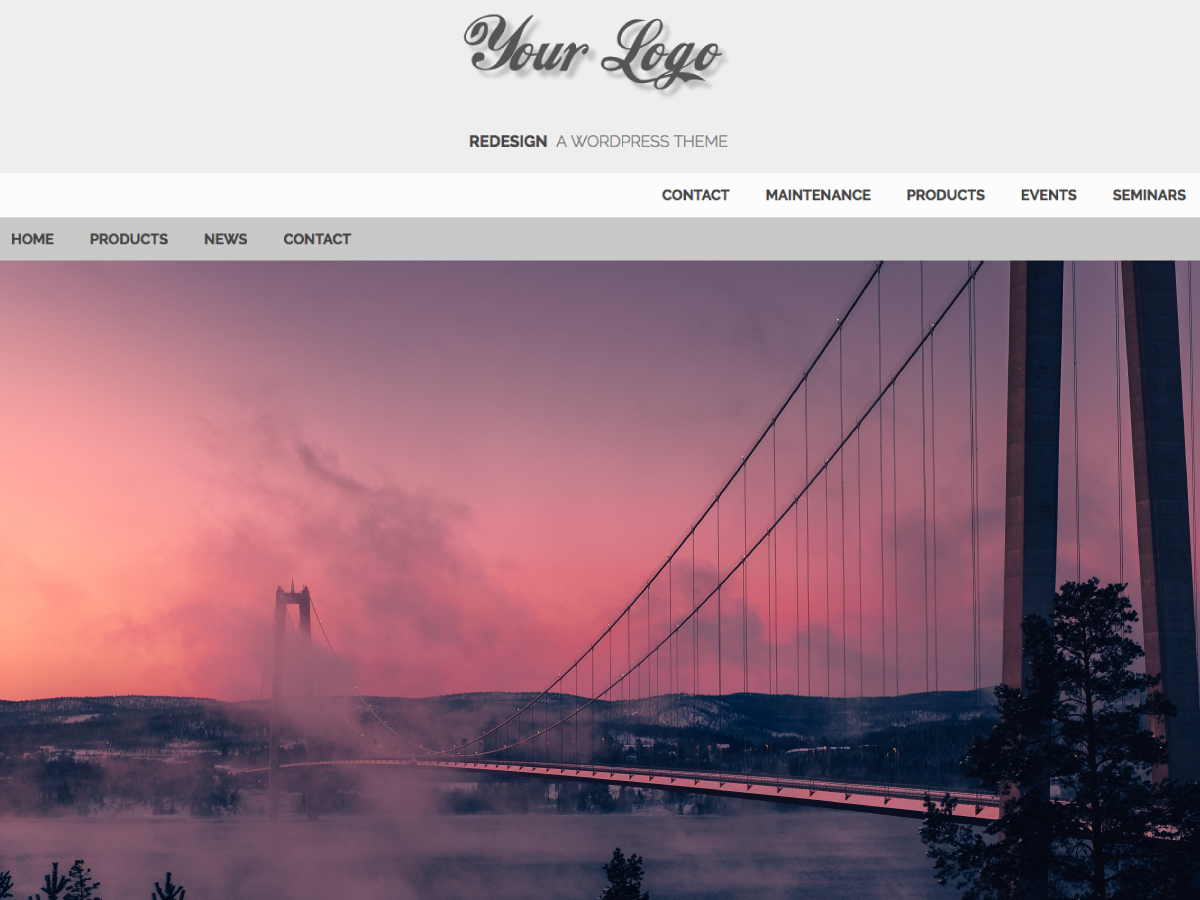 Your Logo
REDESIGN A WORDPRESS THEME
CONTACT MAINTENANCE PRODUCTS EVENTS SEMINARS
HOME PRODUCTS NEWS CONTACT